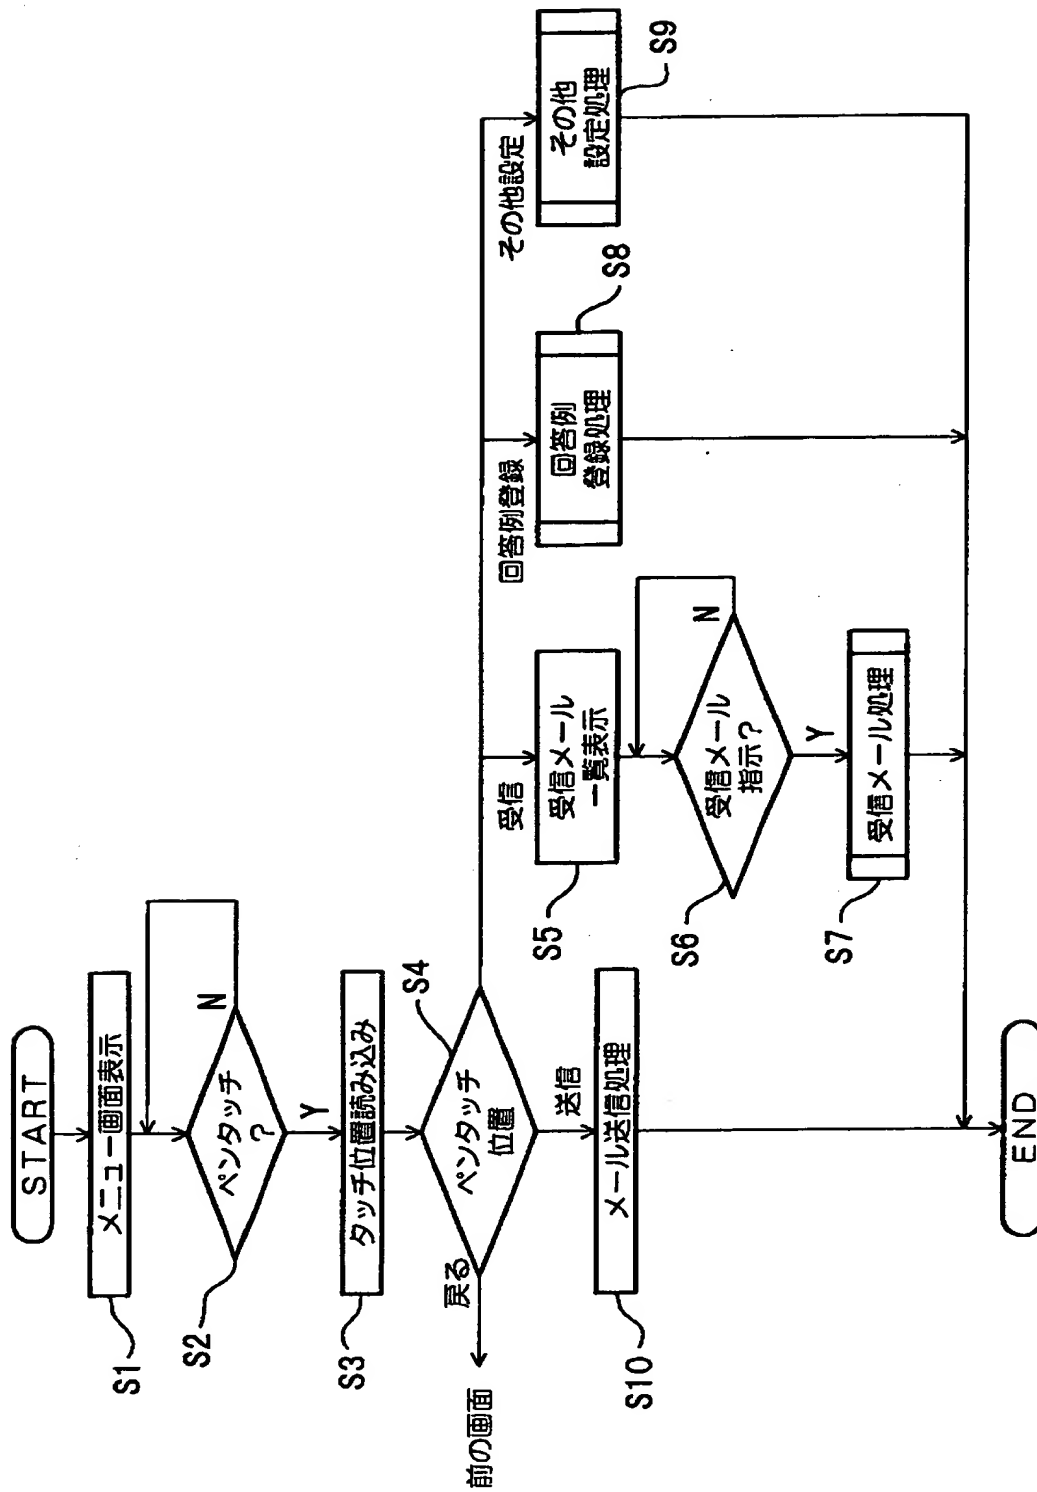 START
メニュー画面表示
S1
ペンタッチ
?
S2
N
Y
タッチ位置読み込み
S3
ペンタッチ
位置
S4
戻る
前の画面
送信
メール送信処理
S10
受信
受信メール
一覧表示
S5
受信メール
指示?
S6
N
Y
受信メール処理
S7
回答例登録
回答例
登録処理
S8
その他設定
その他
設定処理
S9
END